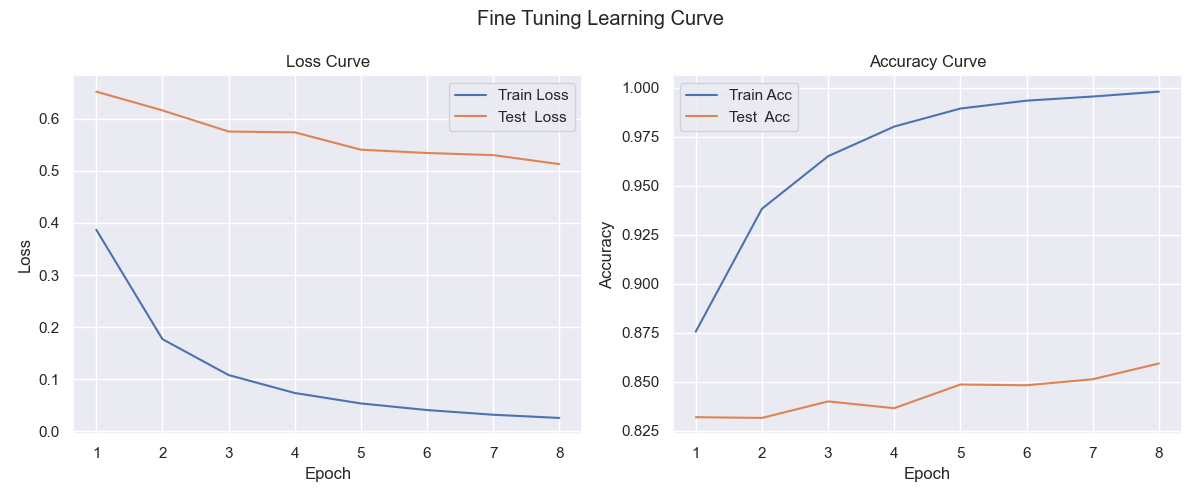 Fine Tuning Learning Curve
Loss Curve
Train Loss
Test  Loss
0.6
0.5
0.4
0.3
0.2
0.1
0.0
Loss
1 2 3 4 5 6 7 8
Epoch
Accuracy Curve
Train Acc
Test  Acc
1.000
0.975
0.950
0.925
0.900
0.875
0.850
0.825
Accuracy
1 2 3 4 5 6 7 8
Epoch